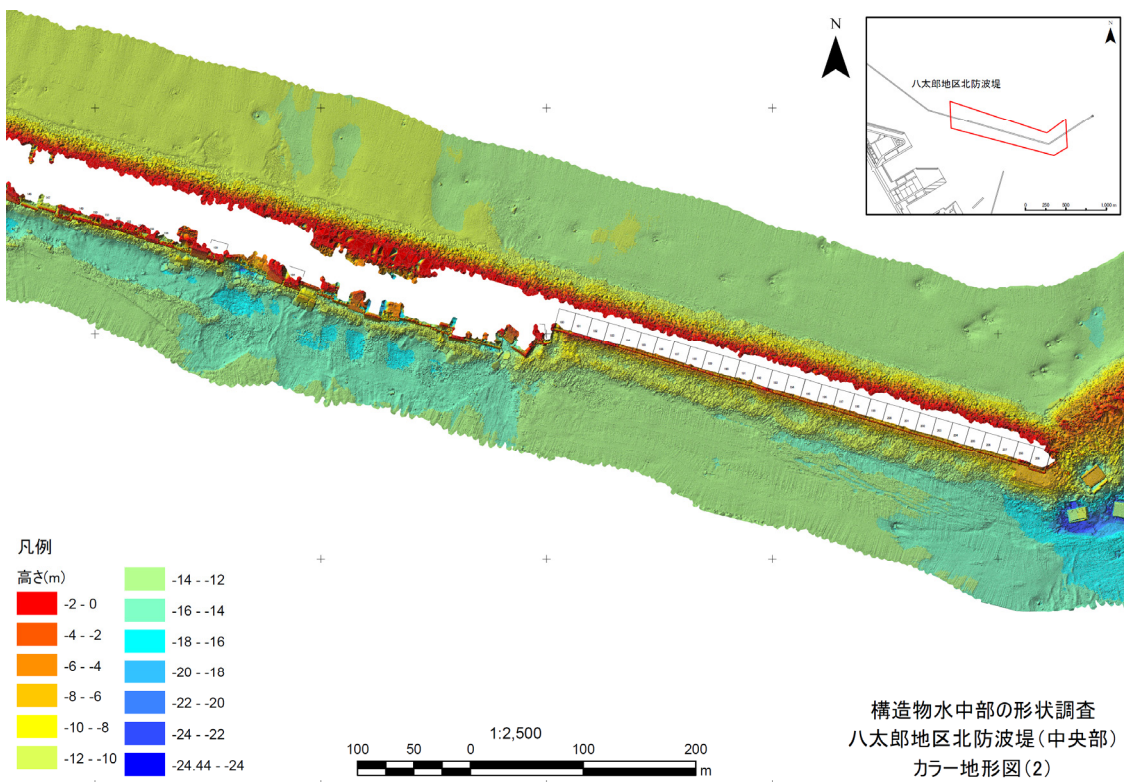 N
八太郎地区北防波堤
N
0 250 500 1,000 m
凡例
高さ(m)
-2 - 0
-4 - -2
-6 - -4
-8 - -6
-10 - -8
-12 - -10
-14 - -12
-16 - -14
-18 - -16
-20 - -18
-22 - -20
-24 - -22
-24.44 - -24
1:2,500
100 50 0 100 200
m
構造物水中部の形状調査
八太郎地区北防波堤(中央部)
カラー地形図(2)